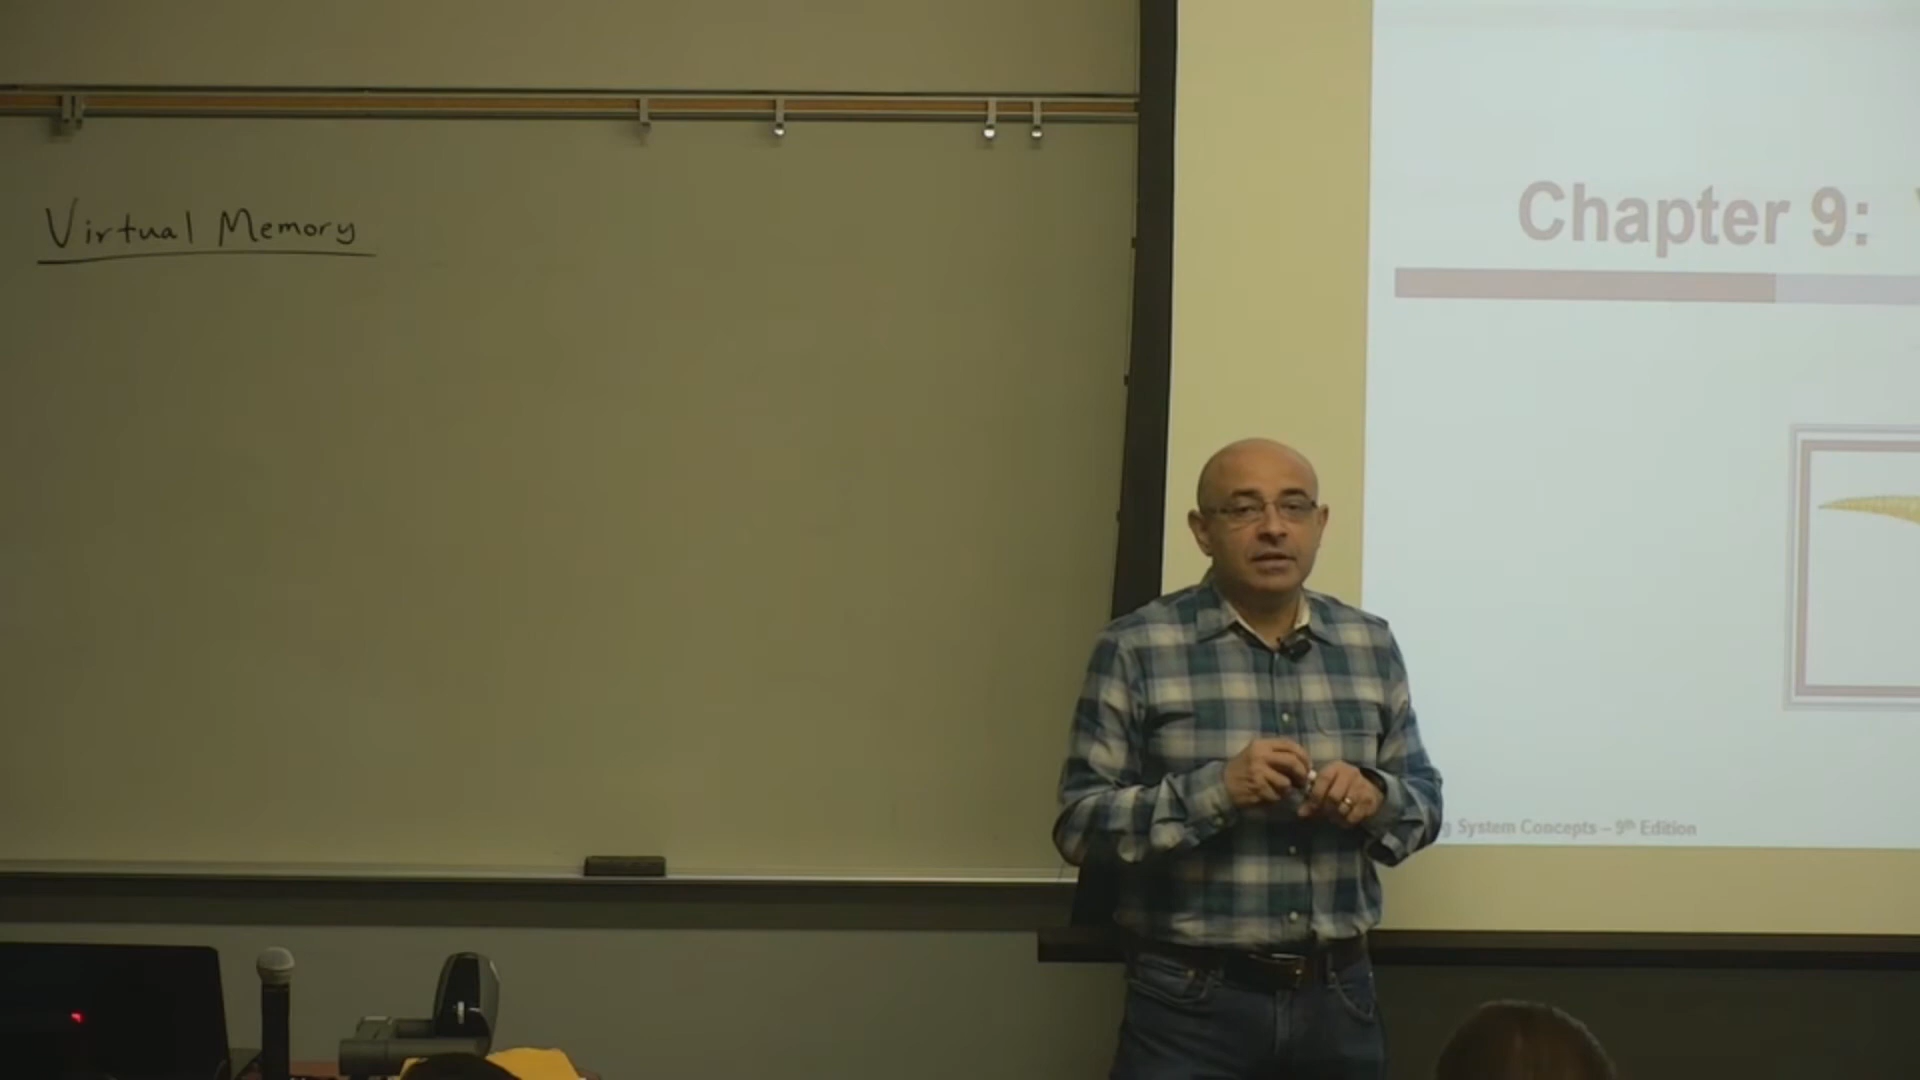 Virtual Memory
Chapter 9:
System Concepts – 9th Edition